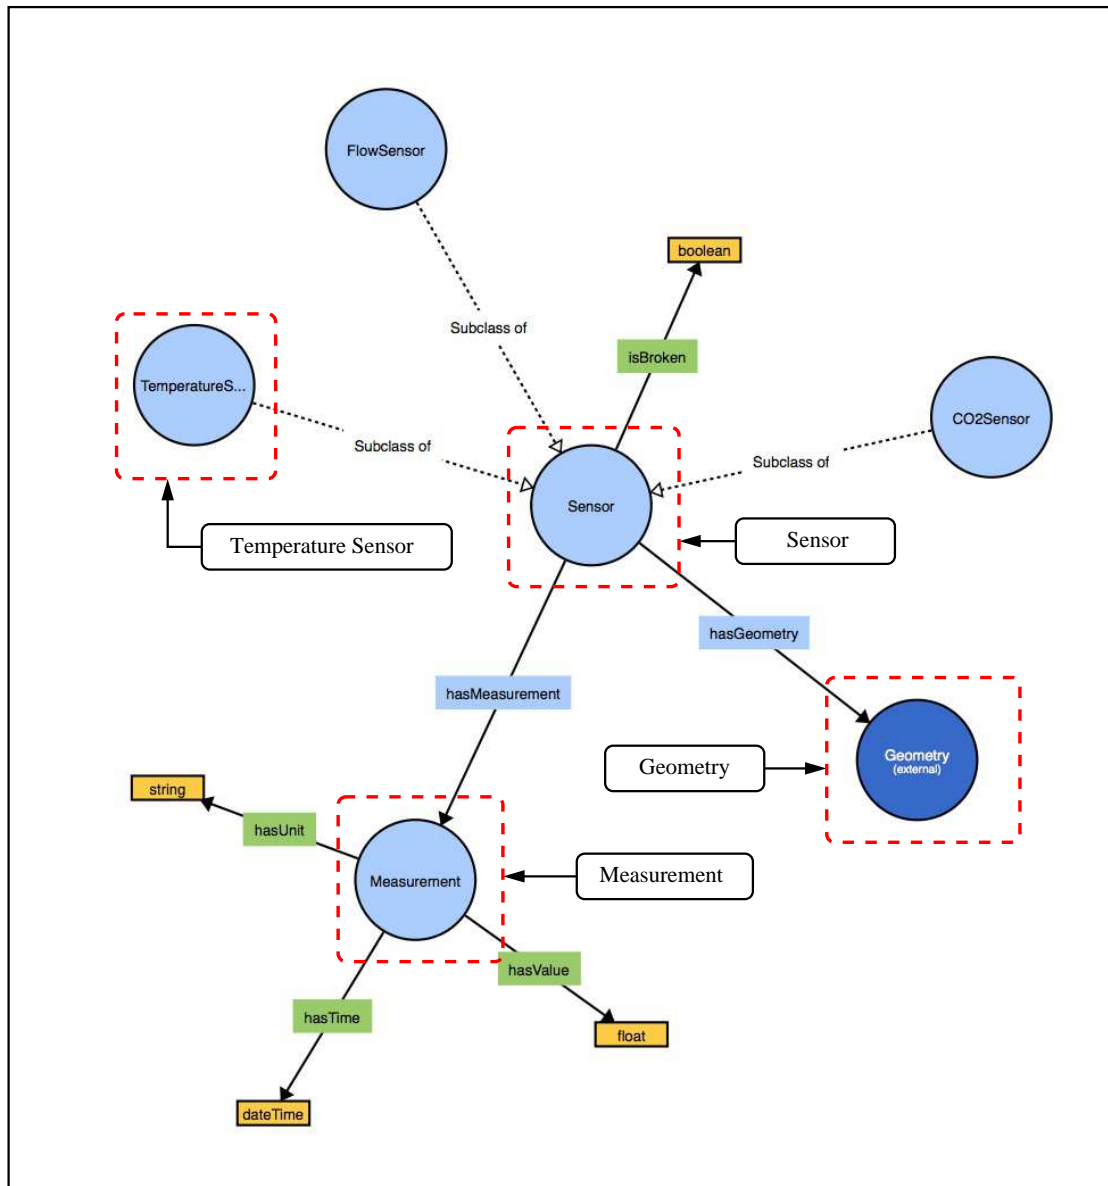 FlowSensor
boolean
Subclass of
isBroken
TemperatureS...
CO2Sensor
Subclass of
Subclass of
Sensor
Temperature Sensor
Sensor
hasGeometry
hasMeasurement
Geometry
(external)
Geometry
string
hasUnit
Measurement
Measurement
hasValue
hasTime
float
dateTime